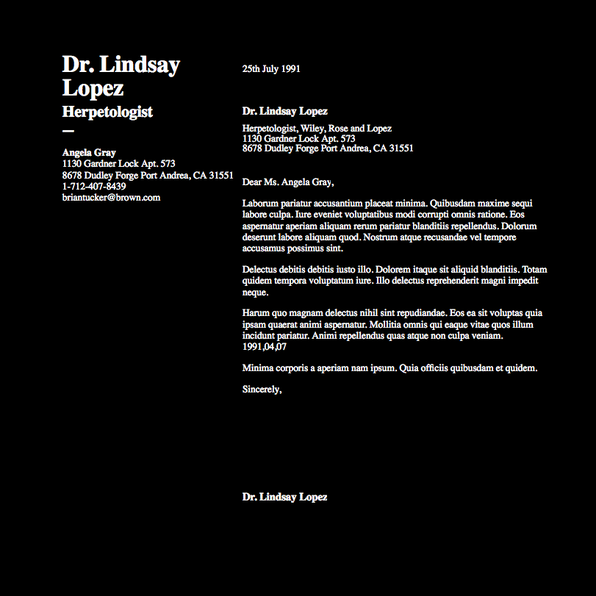 Dr. Lindsay
Lopez
Herpetologist
—
Angela Gray
1130 Gardner Lock Apt. 573
8678 Dudley Forge Port Andrea, CA 31551
1-712-407-8439
briantucker@brown.com
25th July 1991
Dr. Lindsay Lopez
Herpetologist, Wiley, Rose and Lopez
1130 Gardner Lock Apt. 573
8678 Dudley Forge Port Andrea, CA 31551
Dear Ms. Angela Gray,
Laborum pariatur accusantium placeat minima. Quibusdam maxime sequi
labore culpa. Iure eveniet voluptatibus modi corrupti omnis ratione. Eos
aspernatur aperiam aliquam rerum pariatur blanditiis repellendus. Dolorum
deserunt labore aliquam quod. Nostrum atque recusandae vel tempore
accusamus possimus sint.
Delectus debitis debitis iusto illo. Dolorem itaque sit aliquid blanditiis. Totam
quidem tempora voluptatum iure. Illo delectus reprehenderit magni impedit
neque.
Harum quo magnam delectus nihil sint repudiandae. Eos ea sit voluptas quia
ipsam quaerat animi aspernatur. Mollitia omnis qui eaque vitae quos illum
incidunt pariatur. Animi repellendus quas atque non culpa veniam.
1991,04,07
Minima corporis a aperiam nam ipsum. Quia officiis quibusdam et quidem.
Sincerely,
Dr. Lindsay Lopez